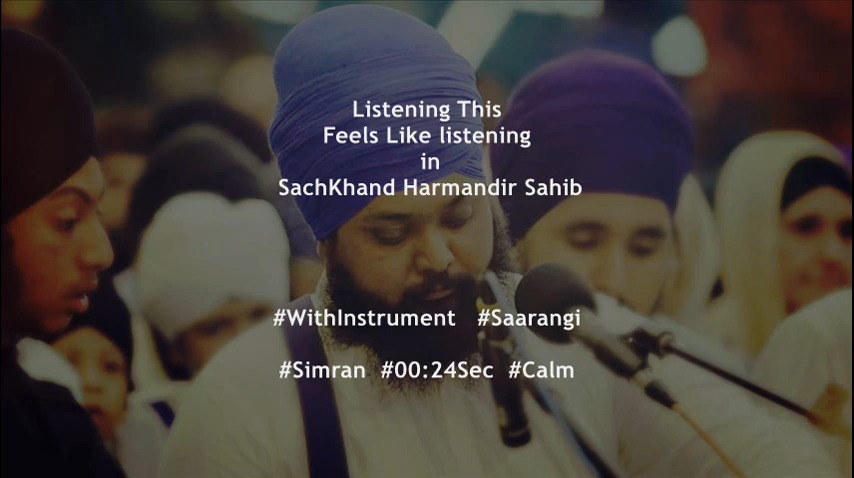 Listening This
Feels Like listening
in
SachKhand Harmandir Sahib
#WithInstrument #Saarangi
#Simran #00:24Sec #Calm